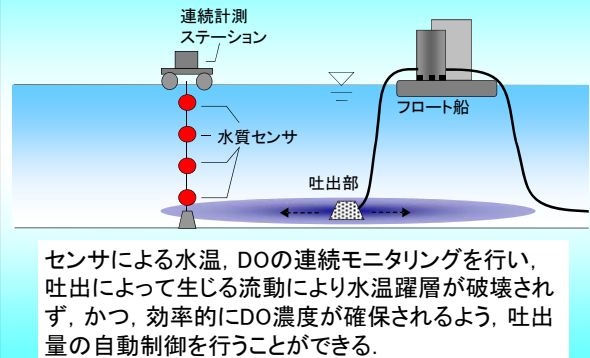 連続計測
ステーション
フロート船
水質センサ
吐出部
センサによる水温，DOの連続モニタリングを行い，
吐出によって生じる流動により水温躍層が破壊され
ず，かつ，効率的にDO濃度が確保されるよう，吐出
量の自動制御を行うことができる．